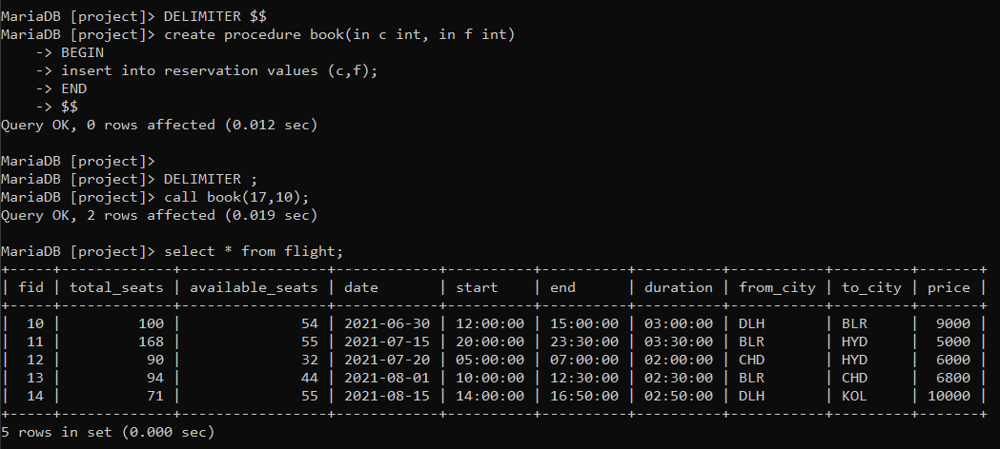 MariaDB [project]> DELIMITER $$
MariaDB [project]> create procedure book(in c int, in f int)
    -> BEGIN
    -> insert into reservation values (c,f);
    -> END
    -> $$
Query OK, 0 rows affected (0.012 sec)

MariaDB [project]>
MariaDB [project]> DELIMITER ;
MariaDB [project]> call book(17,10);
Query OK, 2 rows affected (0.019 sec)

MariaDB [project]> select * from flight;
+-----+-------------+-----------------+------------+----------+----------+----------+-----------+---------+-------+
| fid | total_seats | available_seats | date       | start    | end      | duration | from_city | to_city | price |
+-----+-------------+-----------------+------------+----------+----------+----------+-----------+---------+-------+
|  10 |         100 |              54 | 2021-06-30 | 12:00:00 | 15:00:00 | 03:00:00 | DLH       | BLR     |  9000 |
|  11 |         168 |              55 | 2021-07-15 | 20:00:00 | 23:30:00 | 03:30:00 | BLR       | HYD     |  5000 |
|  12 |          90 |              32 | 2021-07-20 | 05:00:00 | 07:00:00 | 02:00:00 | CHD       | HYD     |  6000 |
|  13 |          94 |              44 | 2021-08-01 | 10:00:00 | 12:30:00 | 02:30:00 | BLR       | CHD     |  6800 |
|  14 |          71 |              55 | 2021-08-15 | 14:00:00 | 16:50:00 | 02:50:00 | DLH       | KOL     | 10000 |
+-----+-------------+-----------------+------------+----------+----------+----------+-----------+---------+-------+
5 rows in set (0.000 sec)